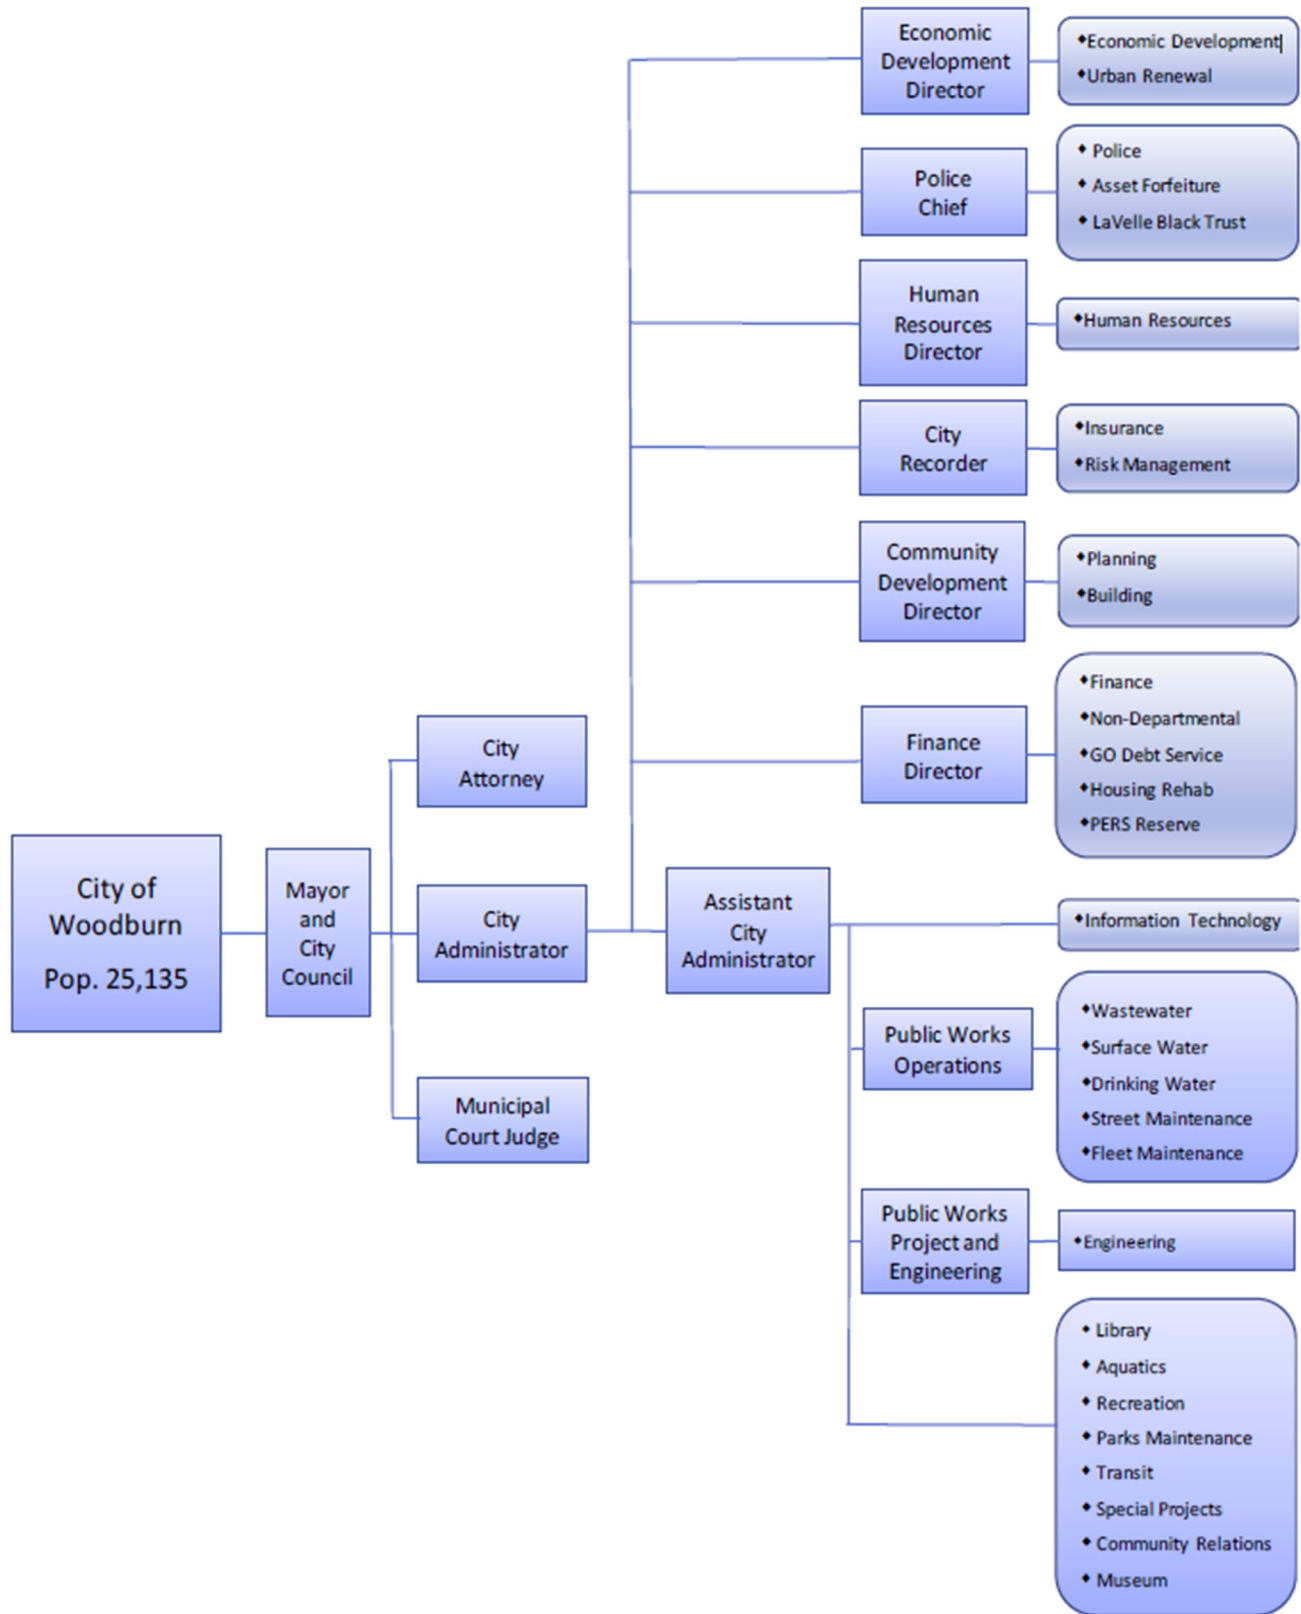 Economic
Development
Director
◆Economic Development
◆Urban Renewal
Police
Chief
◆ Police
◆ Asset Forfeiture
◆ LaVelle Black Trust
Human
Resources
Director
◆Human Resources
City
Recorder
◆Insurance
◆Risk Management
Community
Development
Director
◆Planning
◆Building
Finance
Director
◆Finance
◆Non-Departmental
◆GO Debt Service
◆Housing Rehab
◆PERS Reserve
City of
Woodburn
Pop. 25,135
Mayor
and
City
Council
City
Attorney
City
Administrator
Municipal
Court Judge
Assistant
City
Administrator
◆Information Technology
Public Works
Operations
◆Wastewater
◆Surface Water
◆Drinking Water
◆Street Maintenance
◆Fleet Maintenance
Public Works
Project and
Engineering
◆Engineering
◆ Library
◆ Aquatics
◆ Recreation
◆ Parks Maintenance
◆ Transit
◆ Special Projects
◆ Community Relations
◆ Museum